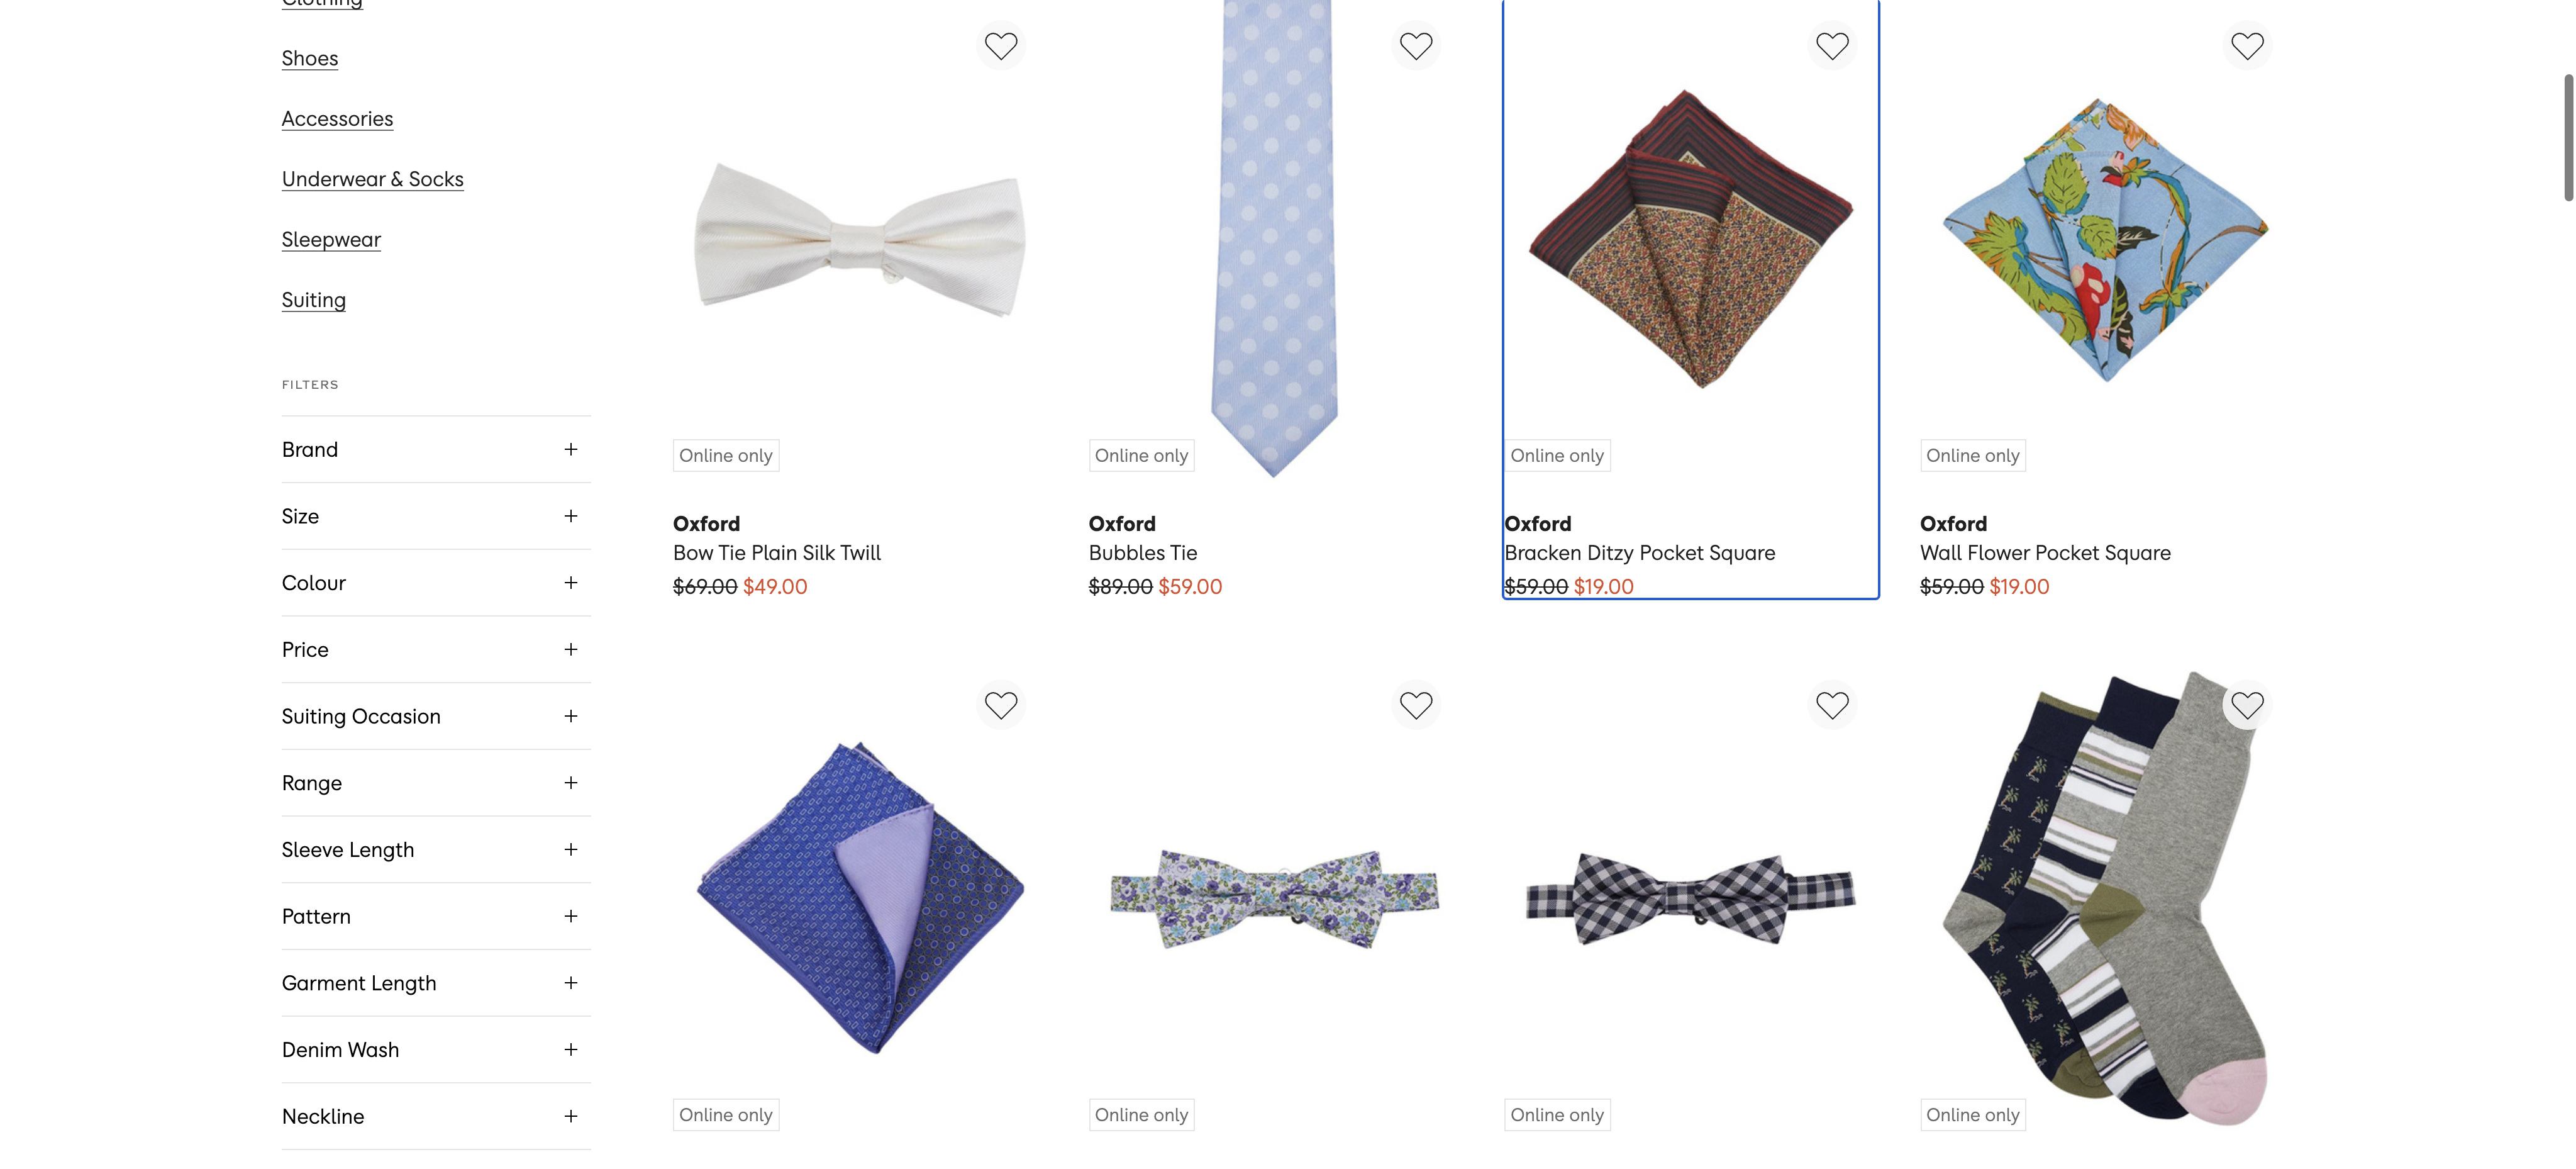 Clothing
Shoes
Accessories
Underwear & Socks
Sleepwear
Suiting
FILTERS
Brand +
Size +
Colour +
Price +
Suiting Occasion +
Range +
Sleeve Length +
Pattern +
Garment Length +
Denim Wash +
Neckline +
Online only
Oxford
Bow Tie Plain Silk Twill
$69.00 $49.00
Online only
Oxford
Bubbles Tie
$89.00 $59.00
Online only
Oxford
Bracken Ditzy Pocket Square
$59.00 $19.00
Online only
Oxford
Wall Flower Pocket Square
$59.00 $19.00
Online only
Online only
Online only
Online only